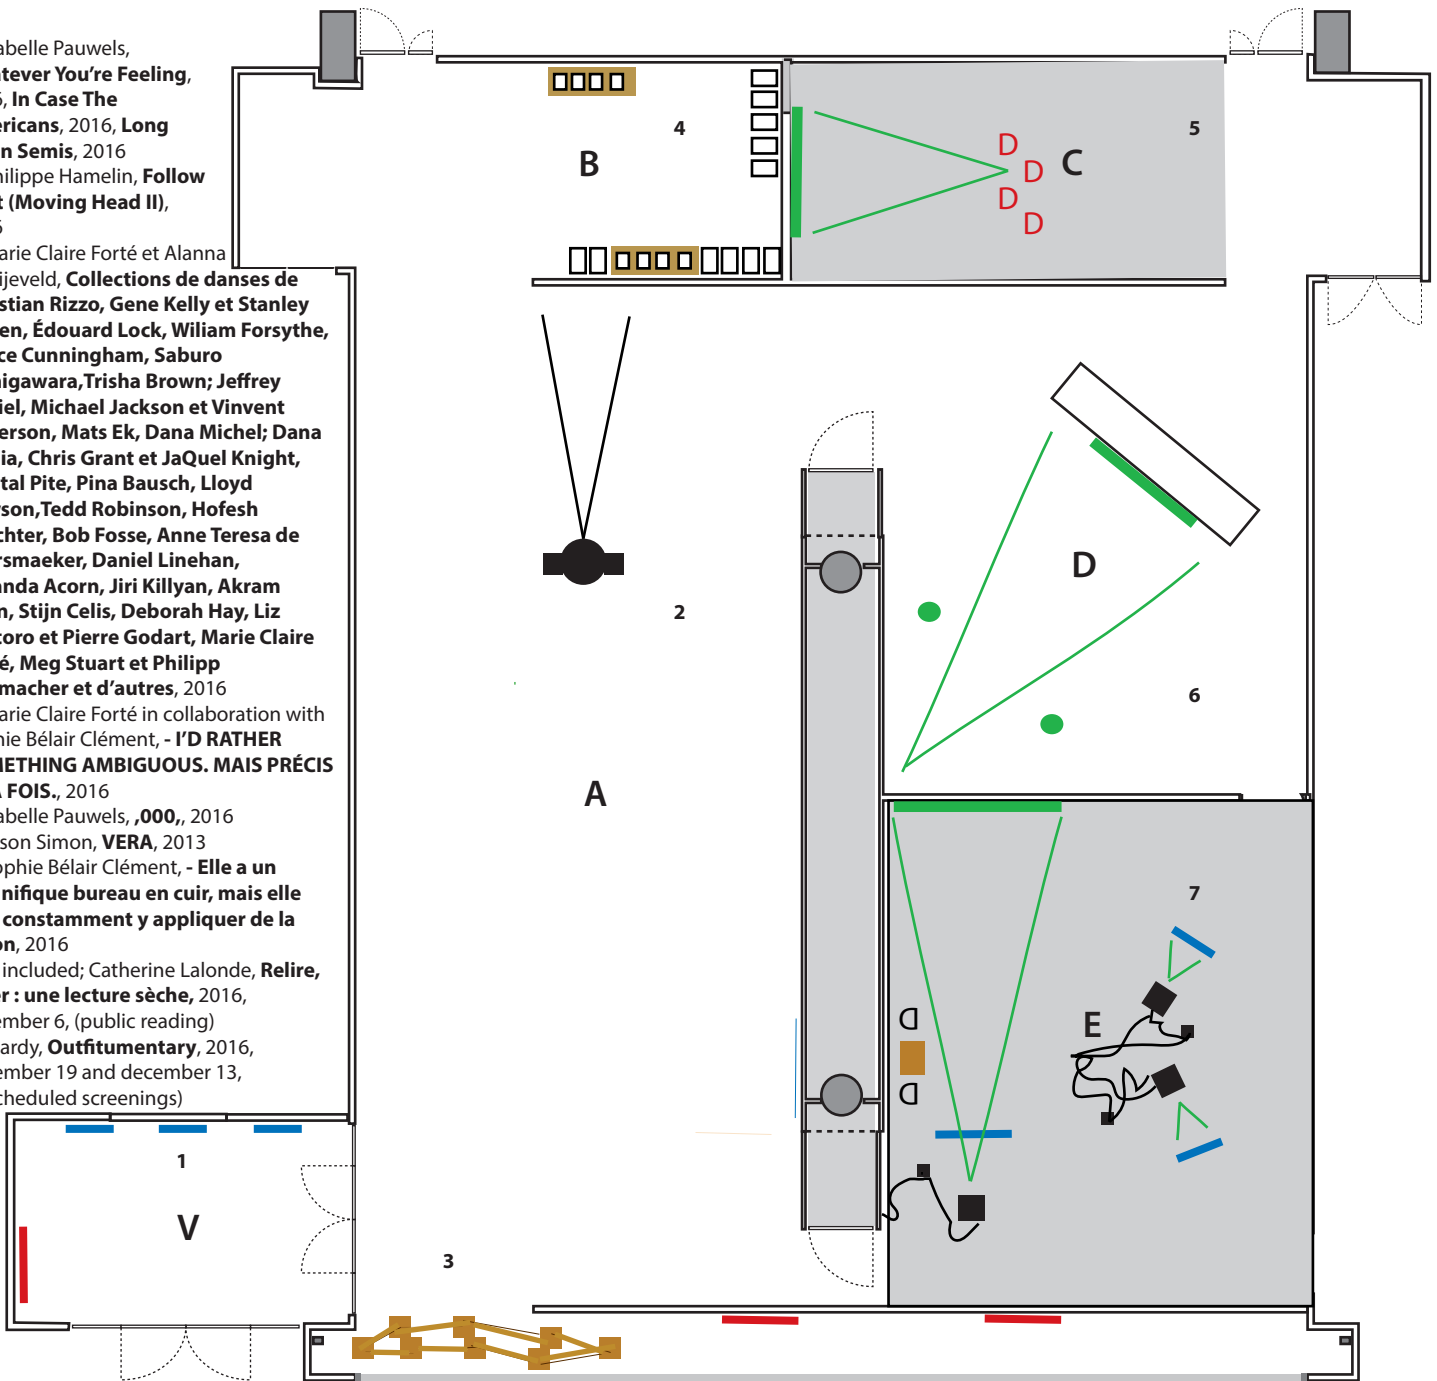 abelle Pauwels,
atever You're Feeling,
6, In Case The
ericans, 2016, Long
n Semis, 2016
hilippe Hamelin, Follow
t (Moving Head II),
6
arie Claire Forté et Alanna
ijeveld, Collections de danses de
stian Rizzo, Gene Kelly et Stanley
en, Édouard Lock, Wiliam Forsythe,
ce Cunningham, Saburo
igawara,Trisha Brown; Jeffrey
iel, Michael Jackson et Vinvent
erson, Mats Ek, Dana Michel; Dana
ia, Chris Grant et JaQuel Knight,
tal Pite, Pina Bausch, Lloyd
rson,Tedd Robinson, Hofesh
chter, Bob Fosse, Anne Teresa de
rsmaeker, Daniel Linehan,
anda Acorn, Jiri Killyan, Akram
n, Stijn Celis, Deborah Hay, Liz
toro et Pierre Godart, Marie Claire
é, Meg Stuart et Philipp
macher et d'autres, 2016
arie Claire Forté in collaboration with
hie Bélair Clément, - I'D RATHER
METHING AMBIGUOUS. MAIS PRÉCIS
A FOIS., 2016
abelle Pauwels, ,000,, 2016
son Simon, VERA, 2013
ophie Bélair Clément, - Elle a un
nifique bureau en cuir, mais elle
constamment y appliquer de la
on, 2016
included; Catherine Lalonde, Relire,
er : une lecture sèche, 2016,
ember 6, (public reading)
ardy, Outfitumentary, 2016,
ember 19 and december 13,
cheduled screenings)
4
B
5
C
D
D
D
D
D
2
6
A
7
E
1
V
3